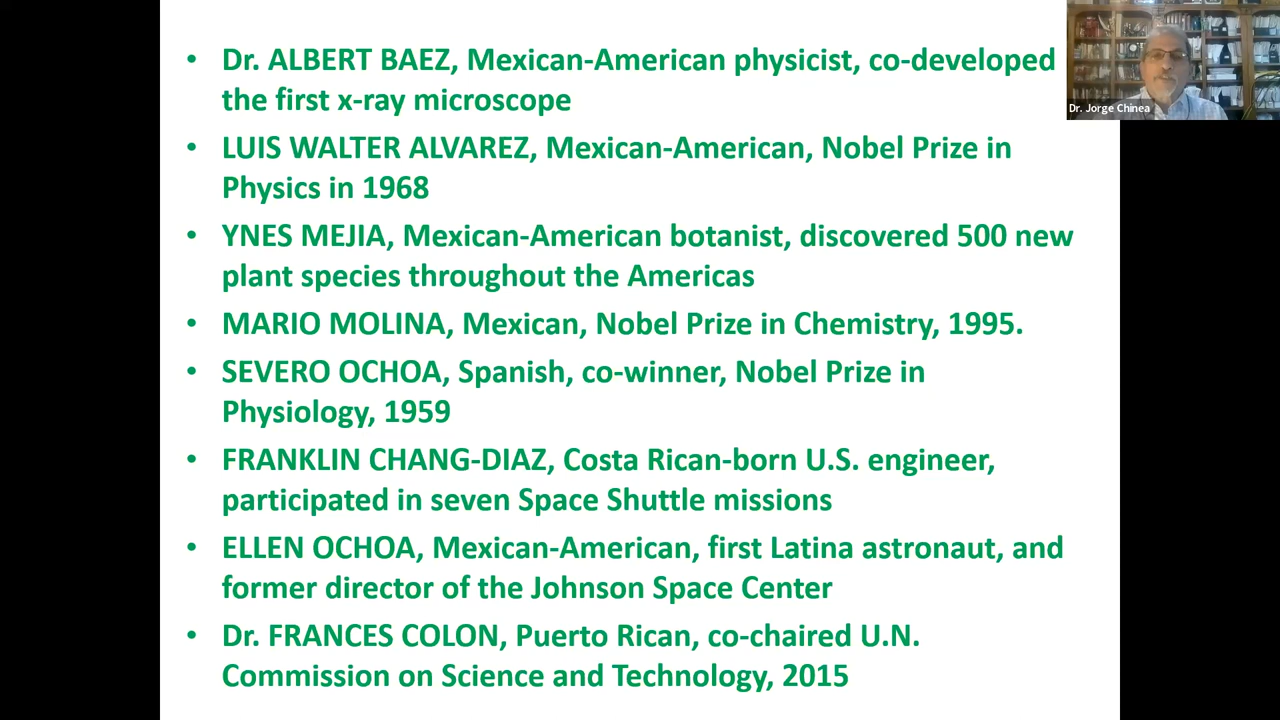 • Dr. ALBERT BAEZ, Mexican-American physicist, co-developed
the first x-ray microscope
• LUIS WALTER ALVAREZ, Mexican-American, Nobel Prize in
Physics in 1968
• YNES MEJIA, Mexican-American botanist, discovered 500 new
plant species throughout the Americas
• MARIO MOLINA, Mexican, Nobel Prize in Chemistry, 1995.
• SEVERO OCHOA, Spanish, co-winner, Nobel Prize in
Physiology, 1959
• FRANKLIN CHANG-DIAZ, Costa Rican-born U.S. engineer,
participated in seven Space Shuttle missions
• ELLEN OCHOA, Mexican-American, first Latina astronaut, and
former director of the Johnson Space Center
• Dr. FRANCES COLON, Puerto Rican, co-chaired U.N.
Commission on Science and Technology, 2015
Dr. Jorge Chinea